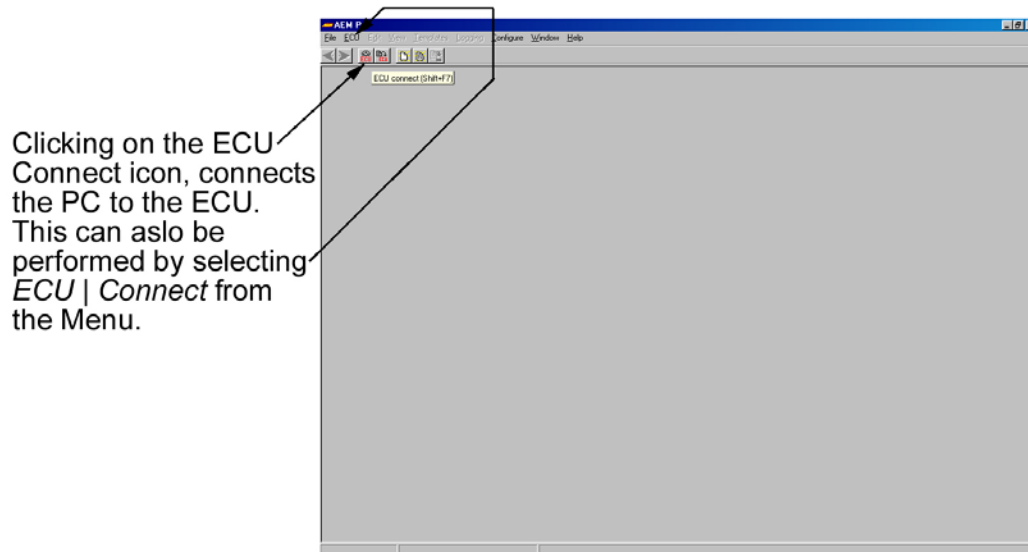 AEM P
File ECU Edit View Templates Logging Configure Window Help
ECU connect (Shift+F7)
Clicking on the ECU
Connect icon, connects
the PC to the ECU.
This can aslo be
performed by selecting
ECU | Connect from
the Menu.